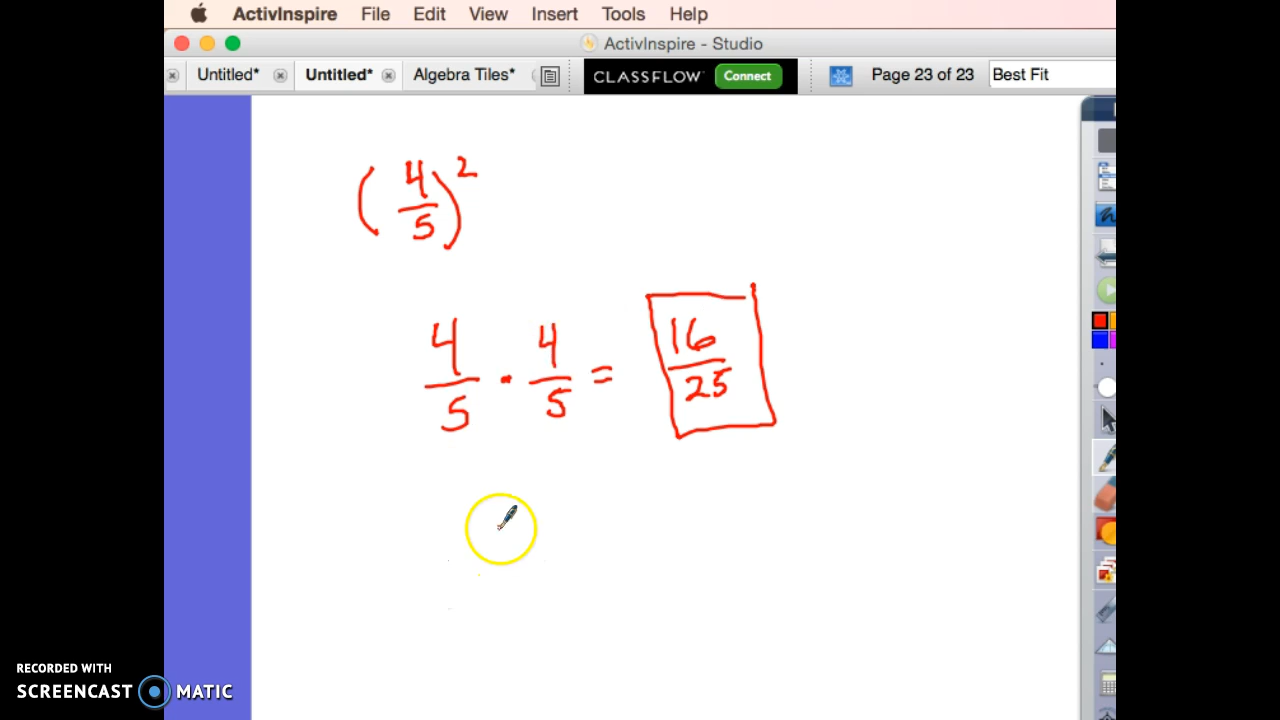 ActivInspire File Edit View Insert Tools Help
ActivInspire - Studio
Untitled* Untitled* Algebra Tiles* CLASSFLOW Connect Page 23 of 23 Best Fit
(4/5)²
4/5 · 4/5 = 16/25
RECORDED WITH
SCREENCAST MATIC